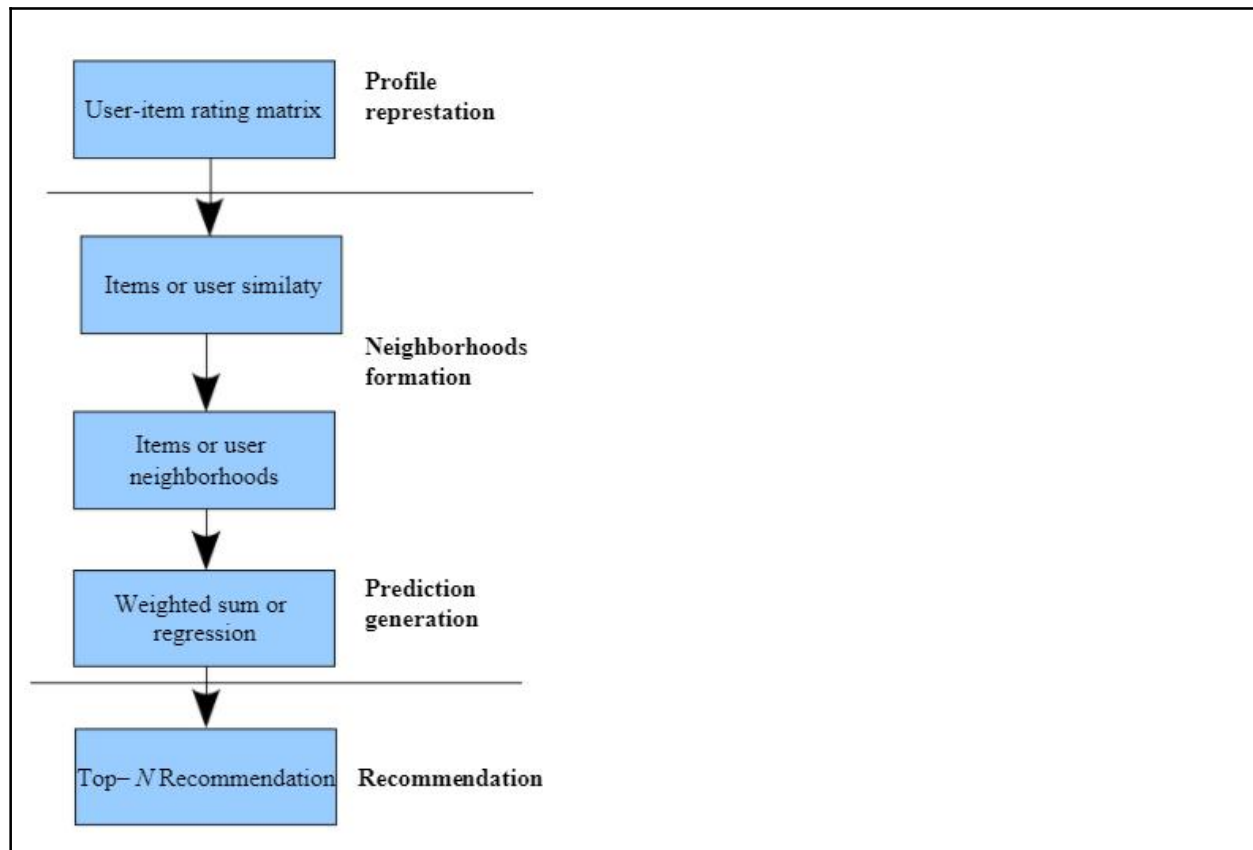 User-item rating matrix
Profile
represtation
Items or user similaty
Neighborhoods
formation
Items or user
neighborhoods
Weighted sum or
regression
Prediction
generation
Top– N Recommendation
Recommendation